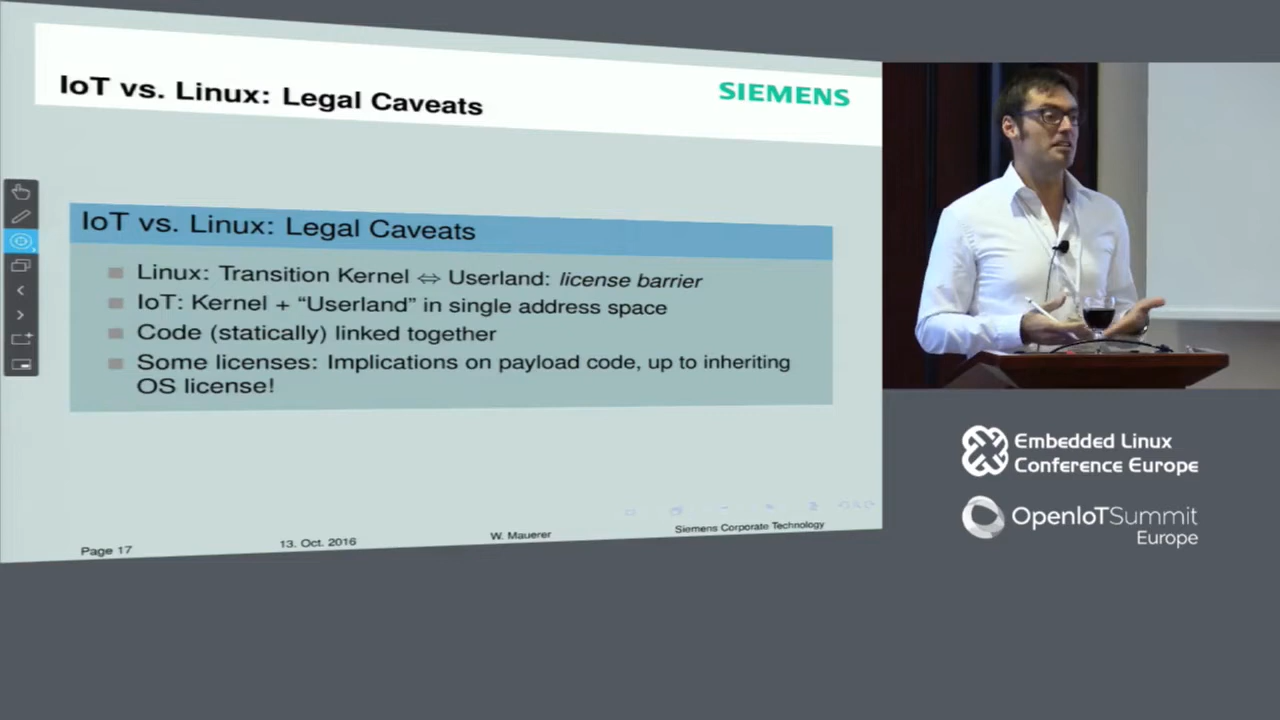 IoT vs. Linux: Legal Caveats
SIEMENS
IoT vs. Linux: Legal Caveats
Linux: Transition Kernel ⇔ Userland: license barrier
IoT: Kernel + “Userland” in single address space
Code (statically) linked together
Some licenses: Implications on payload code, up to inheriting
OS license!
Page 17
13. Oct. 2016
W. Mauerer
Siemens Corporate Technology
Embedded Linux
Conference Europe
OpenIoTSummit
Europe